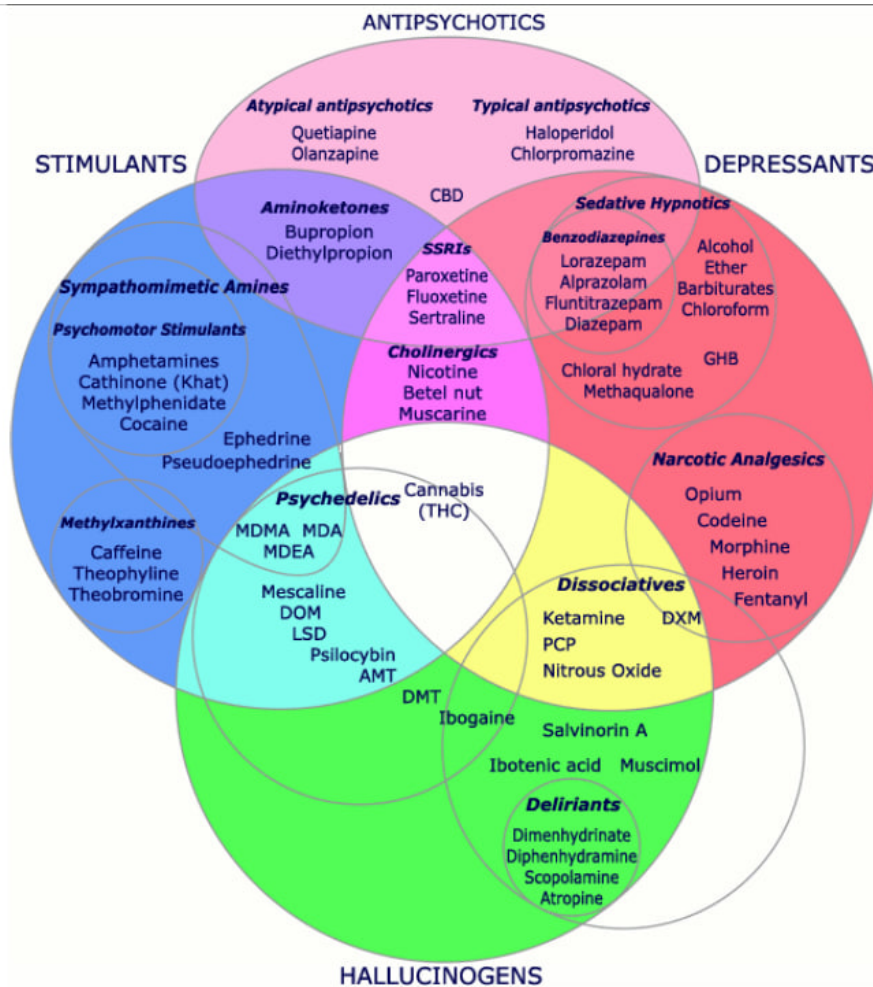 ANTIPSYCHOTICS
Atypical antipsychotics
Quetiapine
Olanzapine
Typical antipsychotics
Haloperidol
Chlorpromazine
STIMULANTS
DEPRESSANTS
CBD
Aminoketones
Bupropion
Diethylpropion
SSRIs
Paroxetine
Fluoxetine
Sertraline
Sedative Hypnotics
Benzodiazepines
Lorazepam
Alprazolam
Fluntitrazepam
Diazepam
Alcohol
Ether
Barbiturates
Chloroform
GHB
Chloral hydrate
Methaqualone
Sympathomimetic Amines
Psychomotor Stimulants
Amphetamines
Cathinone (Khat)
Methylphenidate
Cocaine
Cholinergics
Nicotine
Betel nut
Muscarine
Ephedrine
Pseudoephedrine
Narcotic Analgesics
Opium
Codeine
Morphine
Heroin
Fentanyl
Methylxanthines
Caffeine
Theophyline
Theobromine
Psychedelics
MDMA MDA
MDEA
Cannabis
(THC)
Mescaline
DOM
LSD
Psilocybin
AMT
DMT
Ibogaine
Dissociatives
Ketamine DXM
PCP
Nitrous Oxide
Salvinorin A
Ibotenic acid Muscimol
Deliriants
Dimenhydrinate
Diphenhydramine
Scopolamine
Atropine
HALLUCINOGENS